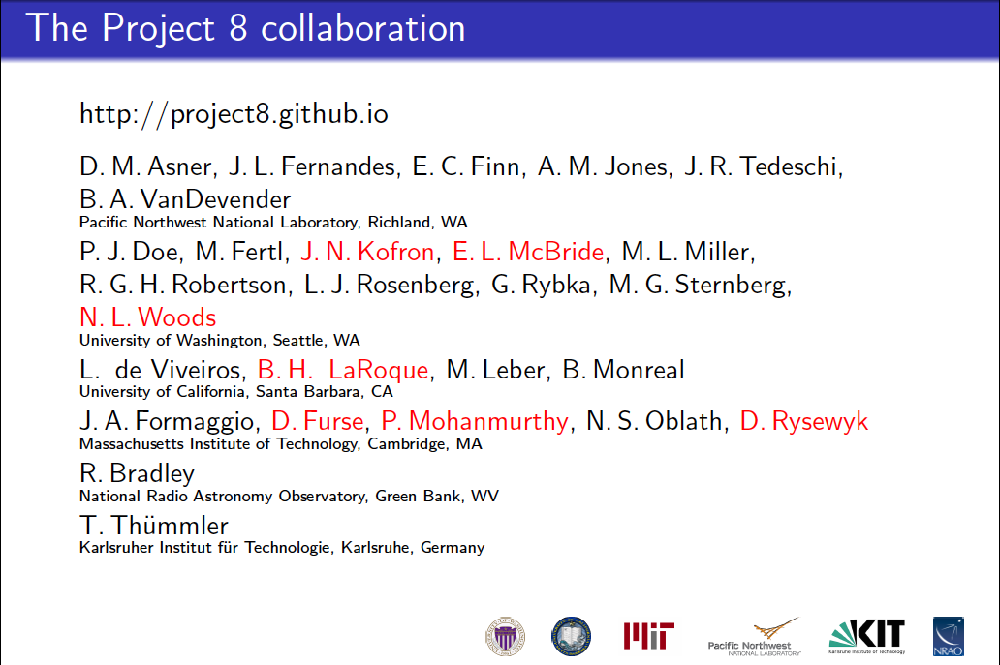 The Project 8 collaboration
http://project8.github.io
D. M. Asner, J. L. Fernandes, E. C. Finn, A. M. Jones, J. R. Tedeschi,
B. A. VanDevender
Pacific Northwest National Laboratory, Richland, WA
P. J. Doe, M. Fertl, J. N. Kofron, E. L. McBride, M. L. Miller,
R. G. H. Robertson, L. J. Rosenberg, G. Rybka, M. G. Sternberg,
N. L. Woods
University of Washington, Seattle, WA
L. de Viveiros, B. H. LaRoque, M. Leber, B. Monreal
University of California, Santa Barbara, CA
J. A. Formaggio, D. Furse, P. Mohanmurthy, N. S. Oblath, D. Rysewyk
Massachusetts Institute of Technology, Cambridge, MA
R. Bradley
National Radio Astronomy Observatory, Green Bank, WV
T. Thümmler
Karlsruher Institut für Technologie, Karlsruhe, Germany
MIT
Pacific Northwest
NATIONAL LABORATORY
KIT
Karlsruhe Institute of Technology
NRAO